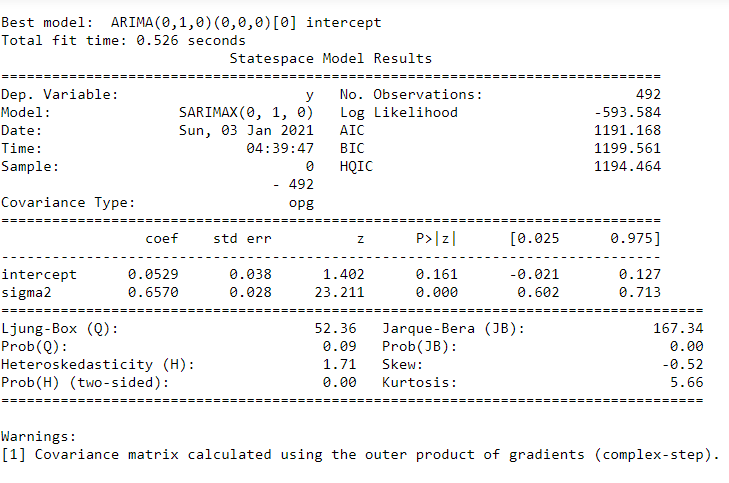 Best model:  ARIMA(0,1,0)(0,0,0)[0] intercept
Total fit time: 0.526 seconds
                           Statespace Model Results
==============================================================================
Dep. Variable:                      y   No. Observations:                  492
Model:               SARIMAX(0, 1, 0)   Log Likelihood                -593.584
Date:                Sun, 03 Jan 2021   AIC                           1191.168
Time:                        04:39:47   BIC                           1199.561
Sample:                             0   HQIC                          1194.464
                                - 492
Covariance Type:                  opg
==============================================================================
                 coef    std err          z      P>|z|      [0.025      0.975]
------------------------------------------------------------------------------
intercept      0.0529      0.038      1.402      0.161      -0.021       0.127
sigma2         0.6570      0.028     23.211      0.000       0.602       0.713
===================================================================================
Ljung-Box (Q):                       52.36   Jarque-Bera (JB):               167.34
Prob(Q):                              0.09   Prob(JB):                         0.00
Heteroskedasticity (H):               1.71   Skew:                            -0.52
Prob(H) (two-sided):                  0.00   Kurtosis:                         5.66
===================================================================================

Warnings:
[1] Covariance matrix calculated using the outer product of gradients (complex-step).